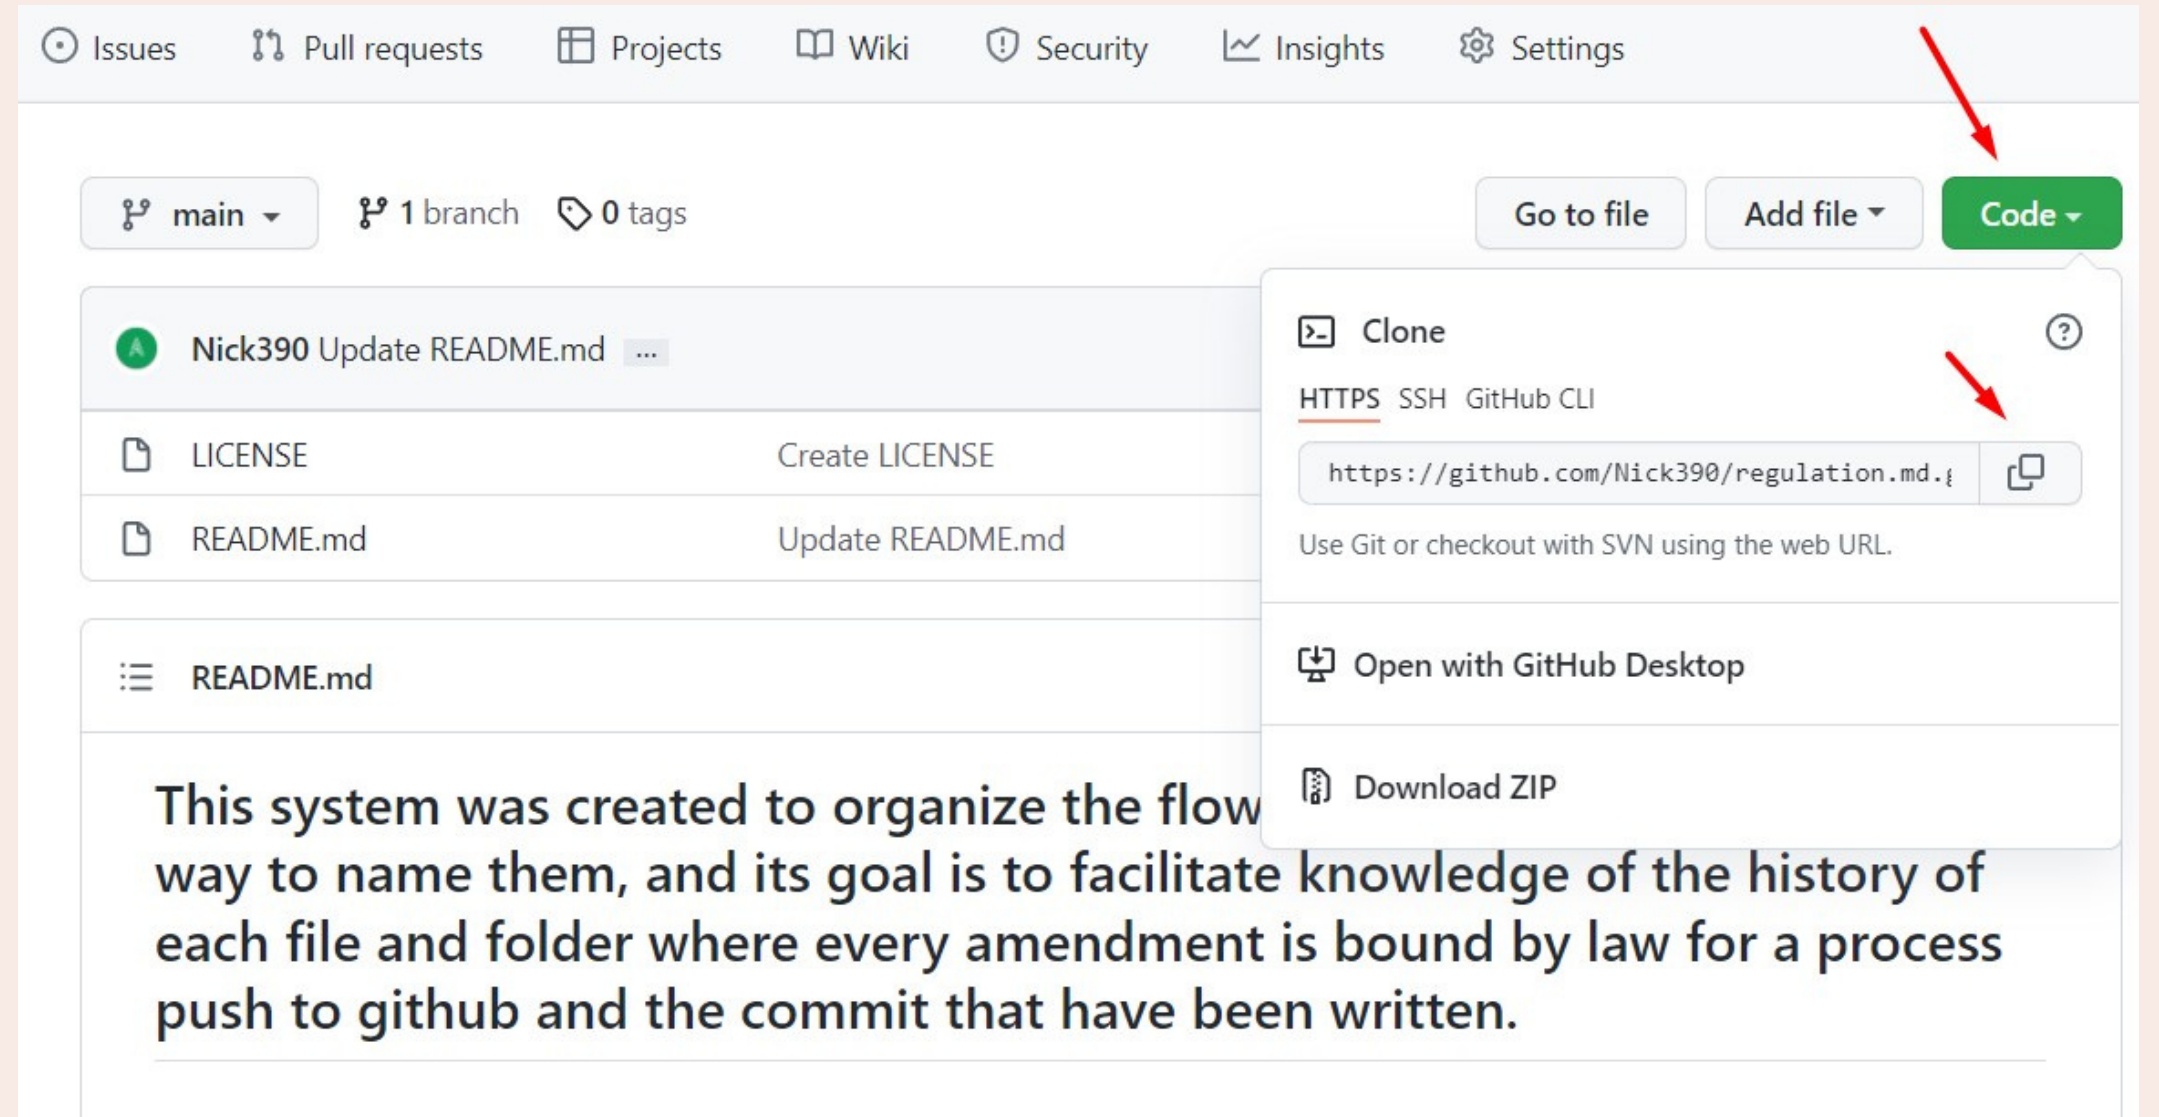 Issues Pull requests Projects Wiki Security Insights Settings
main 1 branch 0 tags Go to file Add file Code
Nick390 Update README.md ...
LICENSE Create LICENSE
README.md Update README.md
Clone
HTTPS SSH GitHub CLI
https://github.com/Nick390/regulation.md.
Use Git or checkout with SVN using the web URL.
Open with GitHub Desktop
Download ZIP
README.md
This system was created to organize the flow
way to name them, and its goal is to facilitate knowledge of the history of
each file and folder where every amendment is bound by law for a process
push to github and the commit that have been written.